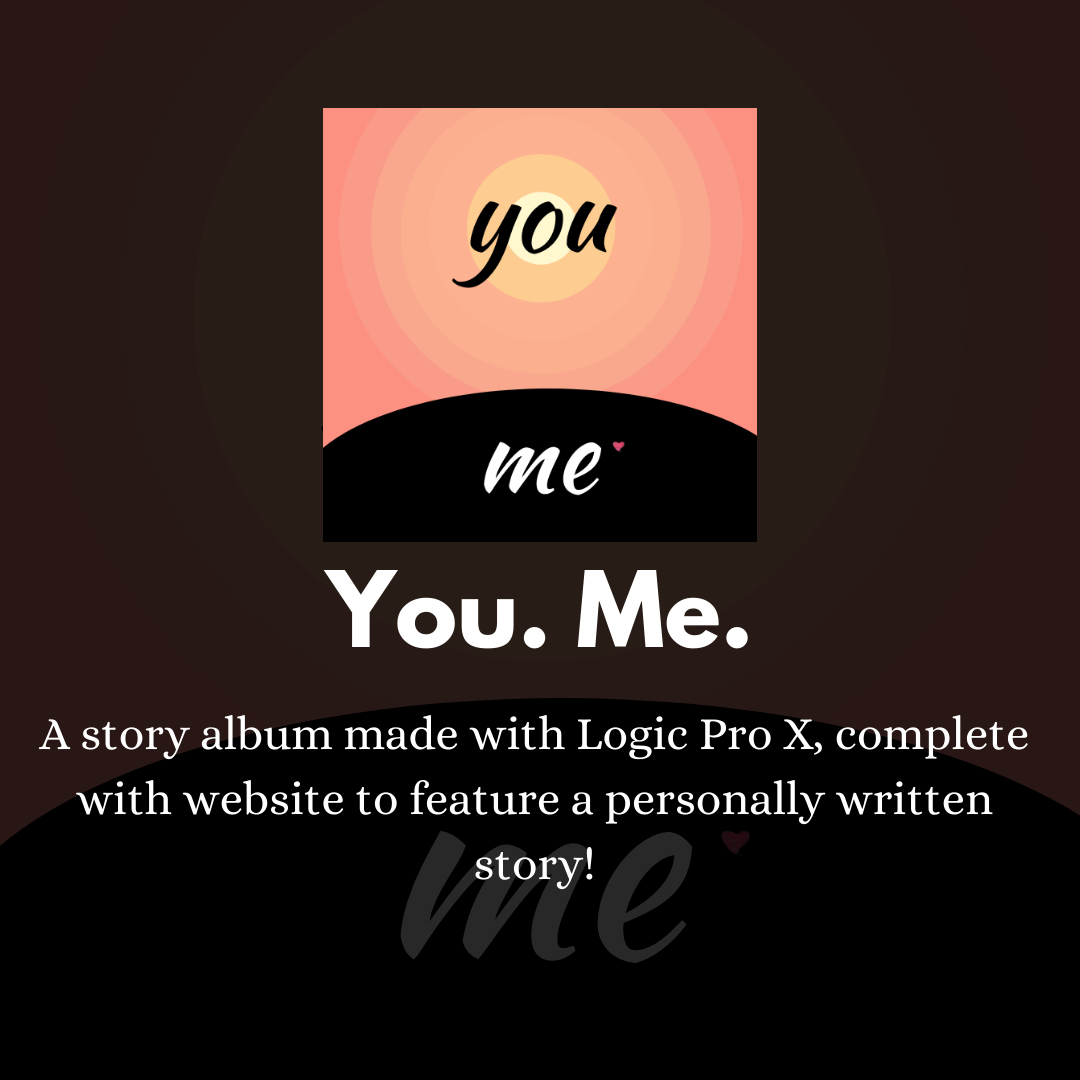 you
me
You. Me.
A story album made with Logic Pro X, complete
with website to feature a personally written
story!
me